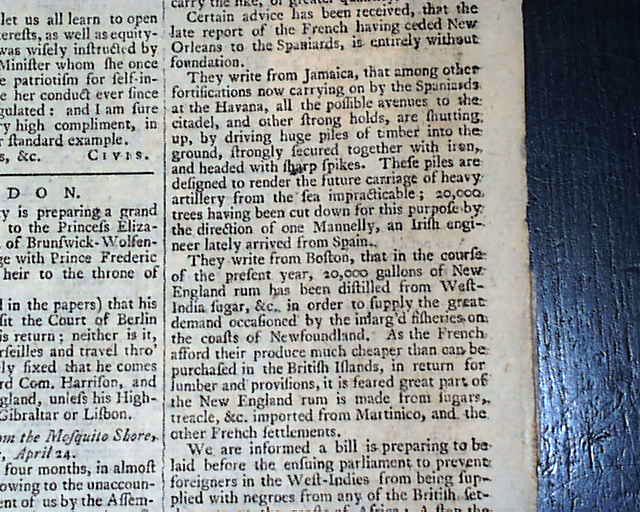 let us all learn to open
terests, as well as equity-
was wisely instructed by
Minister whom she once
e patriotism for self-in-
e her conduct ever since
gulated: and I am sure
ry high compliment, in
r standard example.
s, &c. CIVIS.
DON.
ty is preparing a grand
to the Princess Eliza-
of Brunswick-Wolfen-
ge with Prince Frederic
heir to the throne of
d in the papers) that his
sit the Court of Berlin
is return; neither is it,
rseilles and travel thro'
ly fixed that he comes
rd Com. Harrison, and
gland, unless his High-
Gibraltar or Lisbon.
om the Mosquito Shore,
April 24.
four months, in almost
owing to the unaccoun-
ent of us by the Assem-
carry the like, or greater
Certain advice has been received, that the
late report of the French having ceded New
Orleans to the Spaniards, is entirely without
foundation.
They write from Jamaica, that among other
fortifications now carrying on by the Spaniards
at the Havana, all the possible avenues to the
citadel, and other strong holds, are shutting
up, by driving huge piles of timber into the
ground, strongly secured together with iron,
and headed with sharp spikes. These piles are
designed to render the future carriage of heavy
artillery from the sea impracticable; 20,000
trees having been cut down for this purpose by
the direction of one Mannelly, an Irish engi-
neer lately arrived from Spain.
They write from Boston, that in the course
of the present year, 20,000 gallons of New
England rum has been distilled from West-
India sugar, &c. in order to supply the great
demand occasioned by the inlarg'd fisheries on
the coasts of Newfoundland. As the French
afford their produce much cheaper than can be
purchased in the British Islands, in return for
lumber and provisions, it is feared great part of
the New England rum is made from sugars,
treacle, &c. imported from Martinico, and the
other French settlements.
We are informed a bill is preparing to be
laid before the ensuing parliament to prevent
foreigners in the West-Indies from being sup-
plied with negroes from any of the British set-